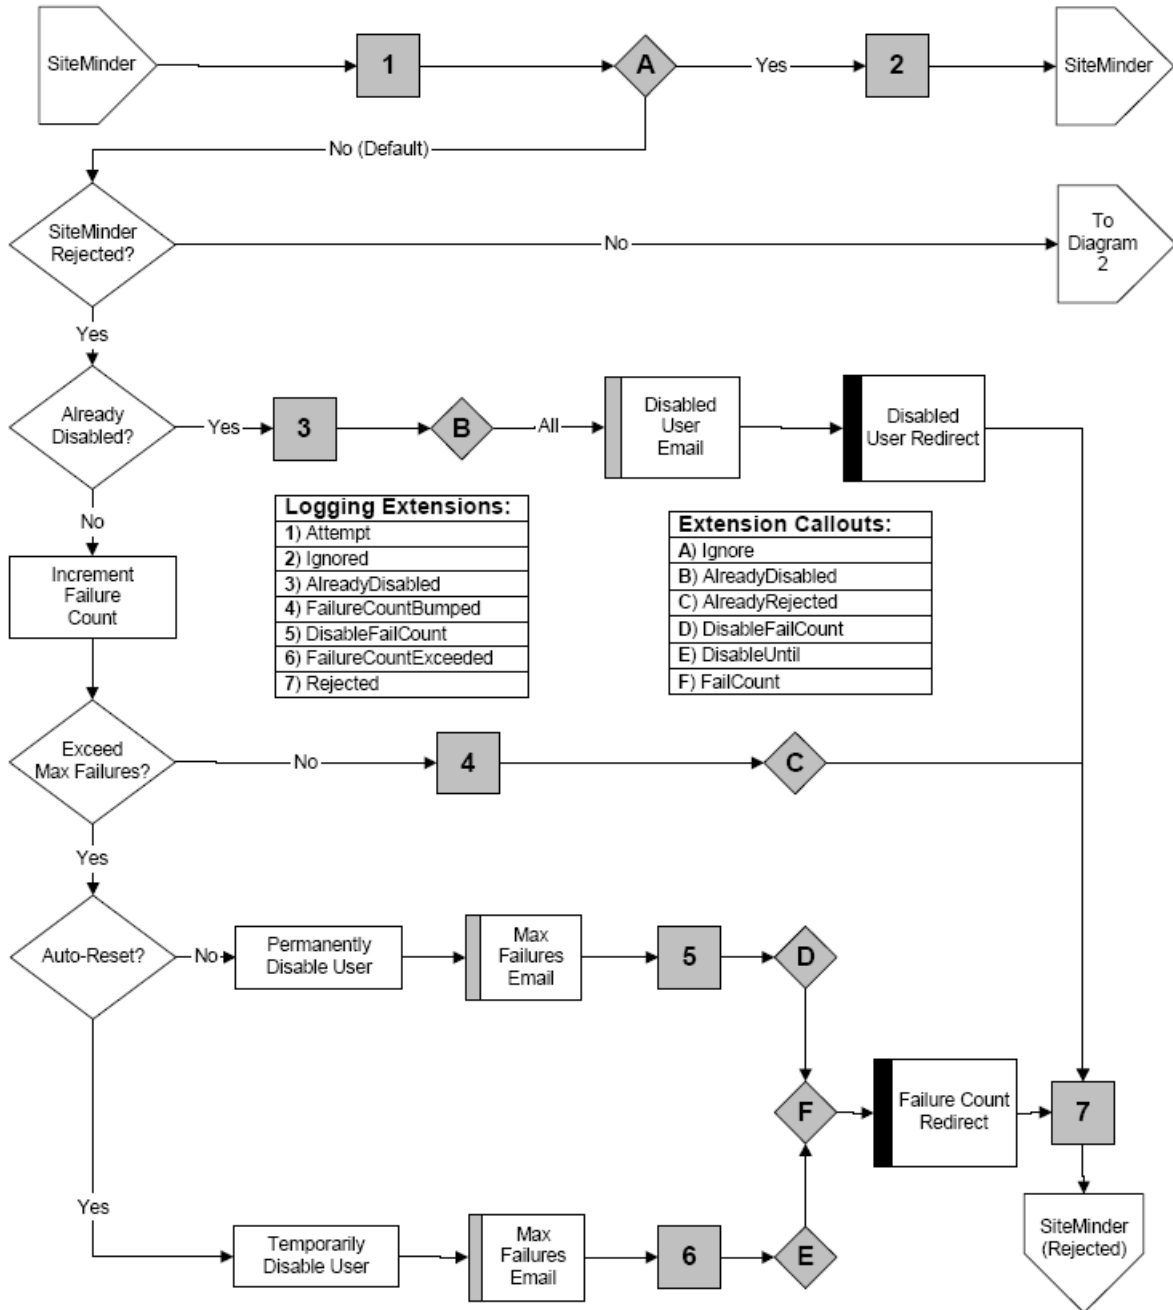 SiteMinder
1
A
Yes
2
SiteMinder
No (Default)
SiteMinder
Rejected?
No
To
Diagram
2
Yes
Already
Disabled?
Yes
3
B
All
Disabled
User
Email
Disabled
User Redirect
No
Increment
Failure
Count
Logging Extensions:
1) Attempt
2) Ignored
3) AlreadyDisabled
4) FailureCountBumped
5) DisableFailCount
6) FailureCountExceeded
7) Rejected
Extension Callouts:
A) Ignore
B) AlreadyDisabled
C) AlreadyRejected
D) DisableFailCount
E) DisableUntil
F) FailCount
Exceed
Max Failures?
No
4
C
Yes
Auto-Reset?
No
Permanently
Disable User
Max
Failures
Email
5
D
F
Failure Count
Redirect
7
Yes
Temporarily
Disable User
Max
Failures
Email
6
E
SiteMinder
(Rejected)